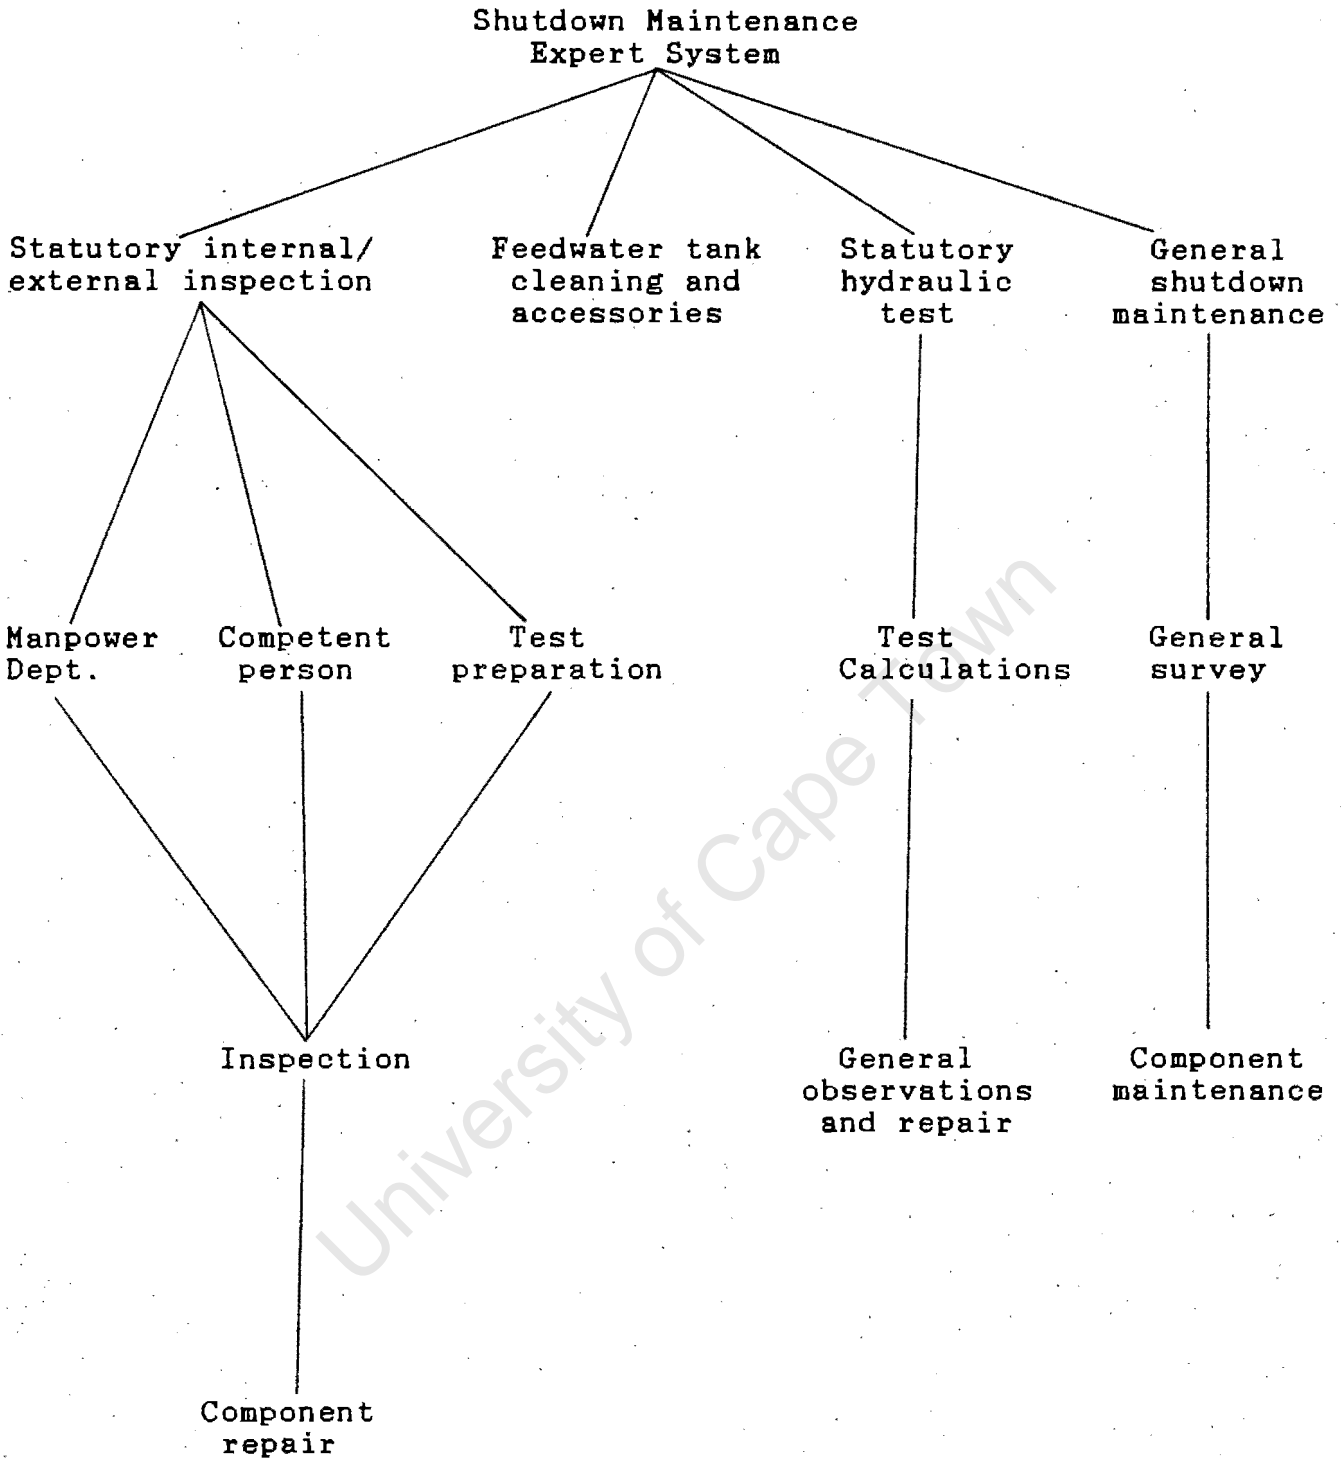 Shutdown Maintenance
Expert System
Statutory internal/
external inspection
Feedwater tank
cleaning and
accessories
Statutory
hydraulic
test
General
shutdown
maintenance
Manpower
Dept.
Competent
person
Test
preparation
Test
Calculations
General
survey
Inspection
General
observations
and repair
Component
maintenance
Component
repair
University of Cape Town